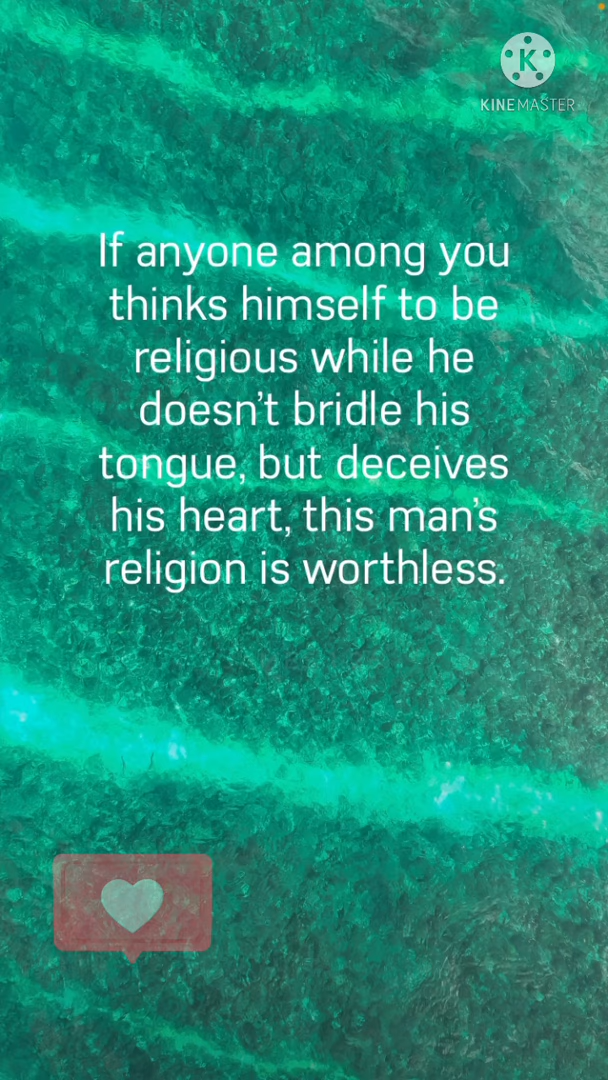 KINEMASTER
If anyone among you
thinks himself to be
religious while he
doesn't bridle his
tongue, but deceives
his heart, this man's
religion is worthless.